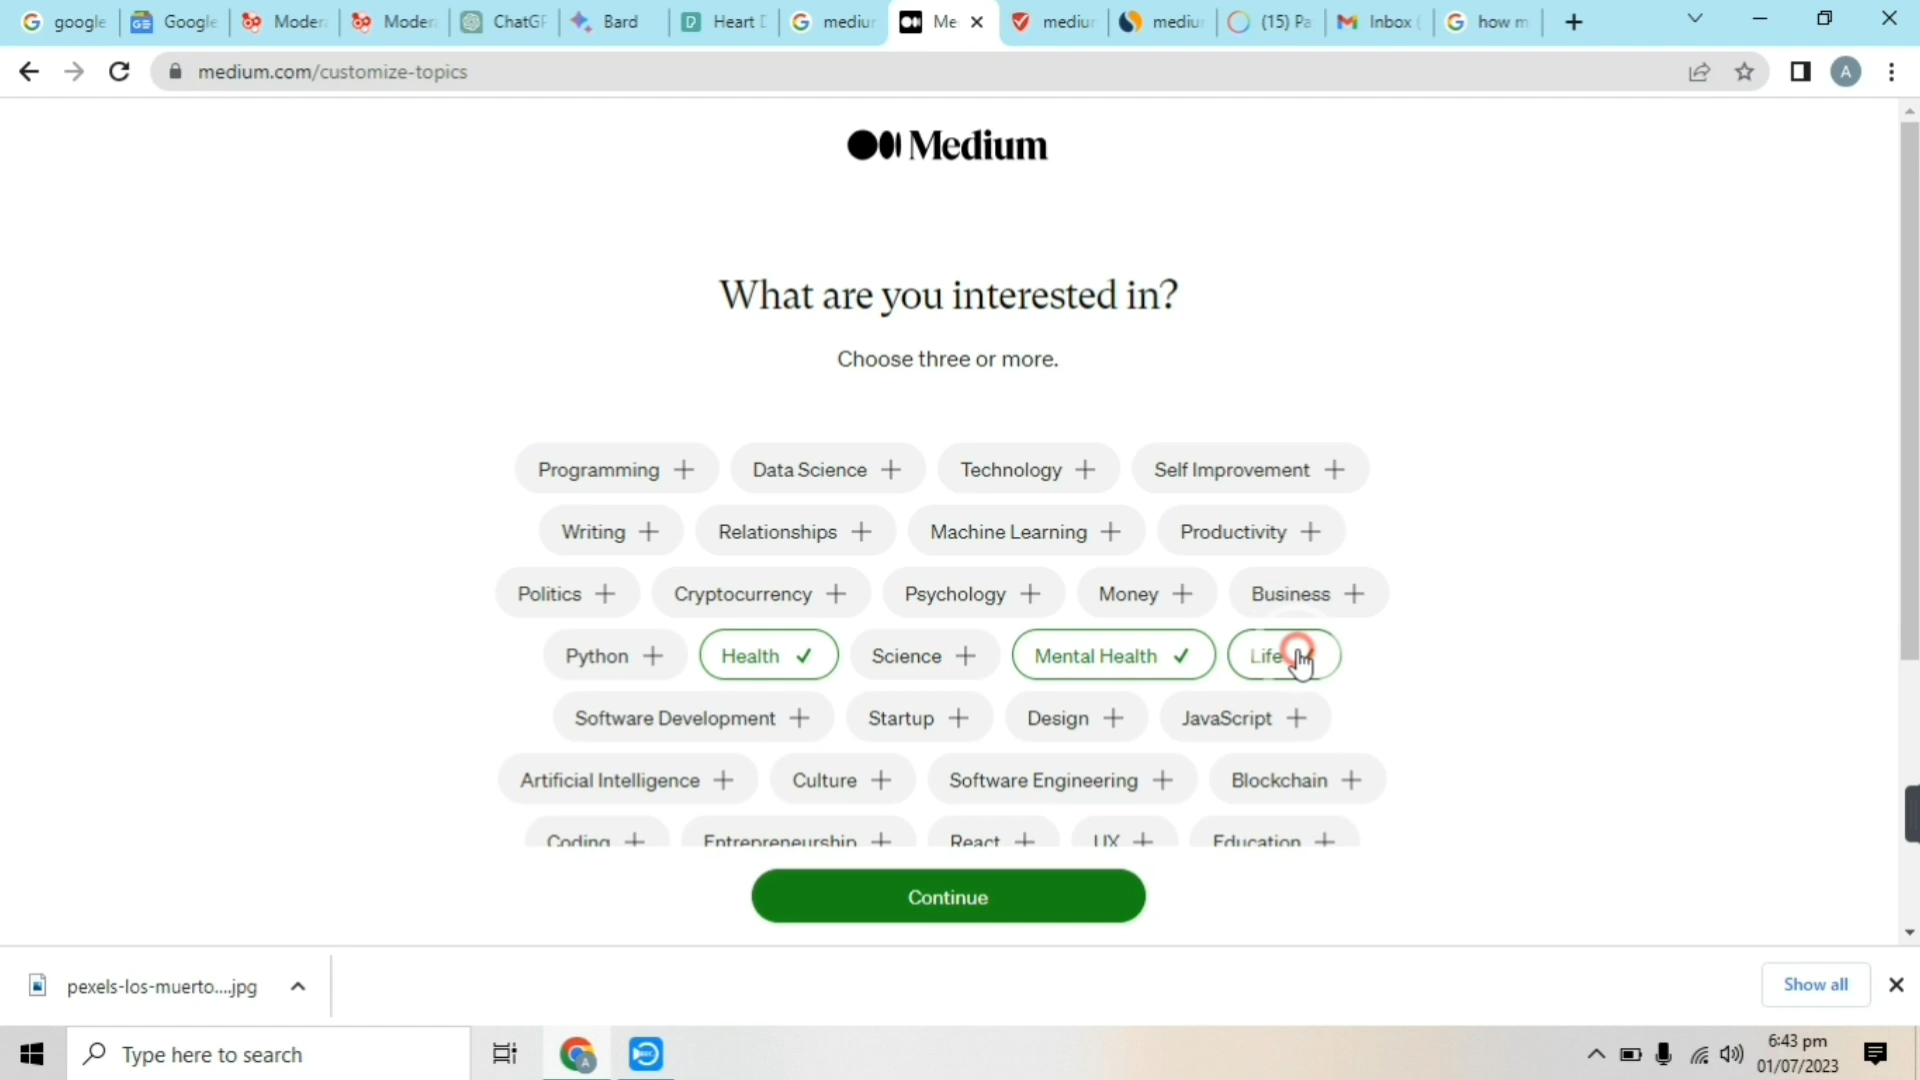 google
Google
Moder
Moder
ChatGP
Bard
Heart
mediur
Me
mediur
mediur
(15) Pa
Inbox (
how m
medium.com/customize-topics
A
Medium
What are you interested in?
Choose three or more.
Programming + Data Science + Technology + Self Improvement +
Writing + Relationships + Machine Learning + Productivity +
Politics + Cryptocurrency + Psychology + Money + Business +
Python + Health ✓ Science + Mental Health ✓ Life
Software Development + Startup + Design + JavaScript +
Artificial Intelligence + Culture + Software Engineering + Blockchain +
Coding + Entrepreneurship + React + UX + Education +
Continue
pexels-los-muerto....jpg
Show all
Type here to search
6:43 pm
01/07/2023